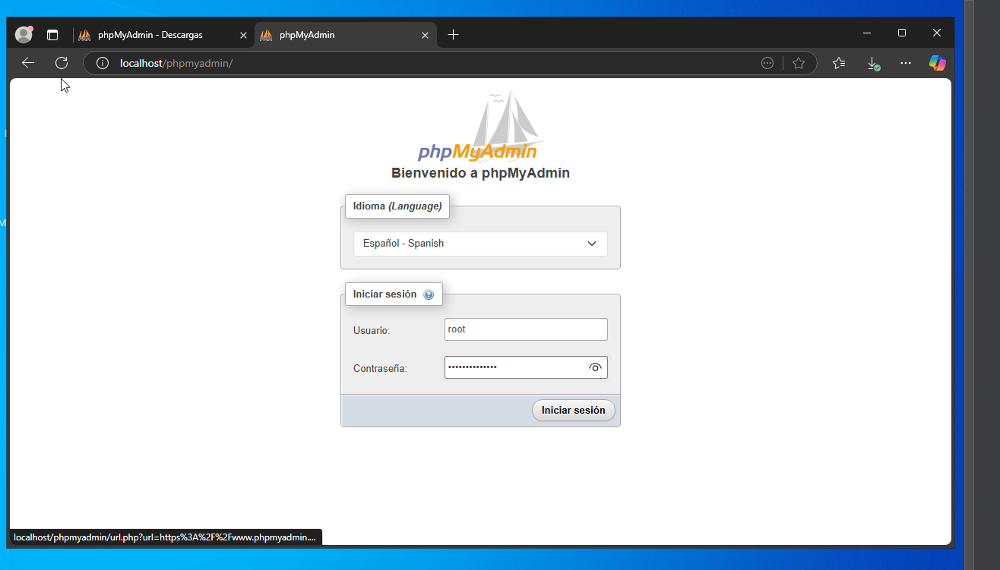 phpMyAdmin - Descargas
phpMyAdmin
localhost/phpmyadmin/
phpMyAdmin
Bienvenido a phpMyAdmin
Idioma (Language)
Español - Spanish
Iniciar sesión
Usuario:
root
Contraseña:
••••••••••••••
Iniciar sesión
localhost/phpmyadmin/url.php?url=https%3A%2F%2Fwww.phpmyadmin....
M